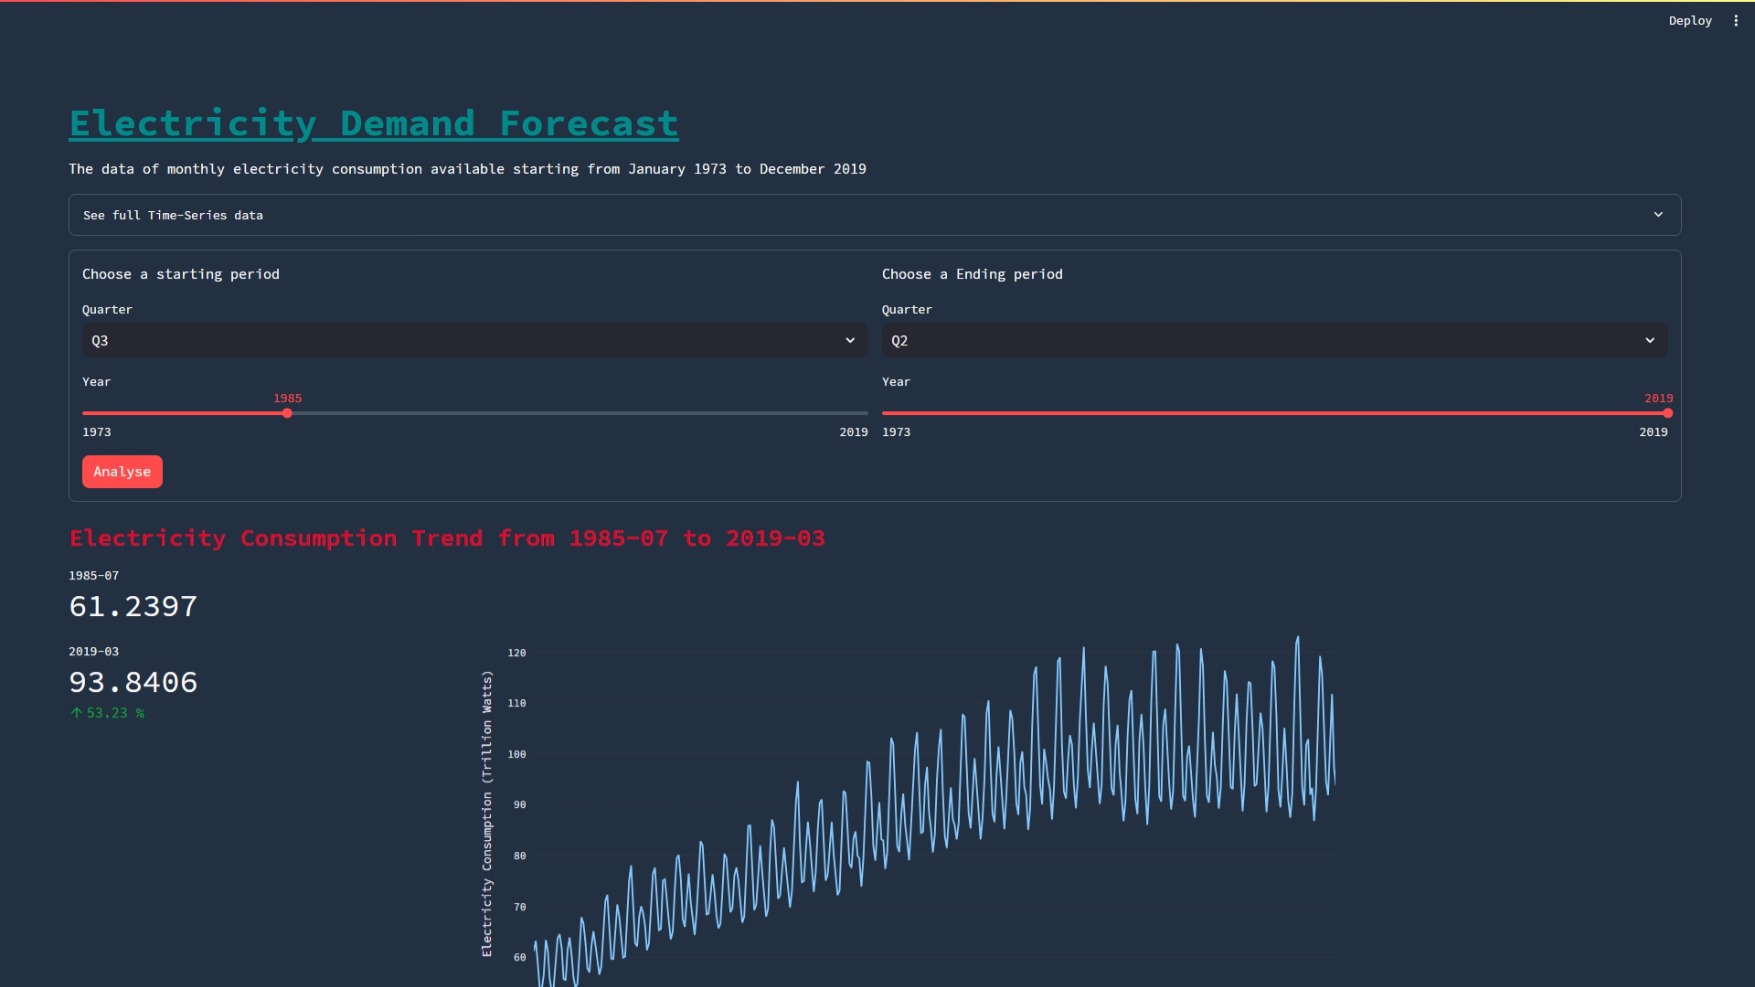 Deploy
Electricity Demand Forecast
The data of monthly electricity consumption available starting from January 1973 to December 2019
See full Time-Series data
Choose a starting period
Choose a Ending period
Quarter
Quarter
Q3
Q2
Year
Year
1985
2019
1973
2019
1973
2019
Analyse
Electricity Consumption Trend from 1985-07 to 2019-03
1985-07
61.2397
2019-03
93.8406
53.23 %
Electricity Consumption (Trillion Watts)
120
110
100
90
80
70
60